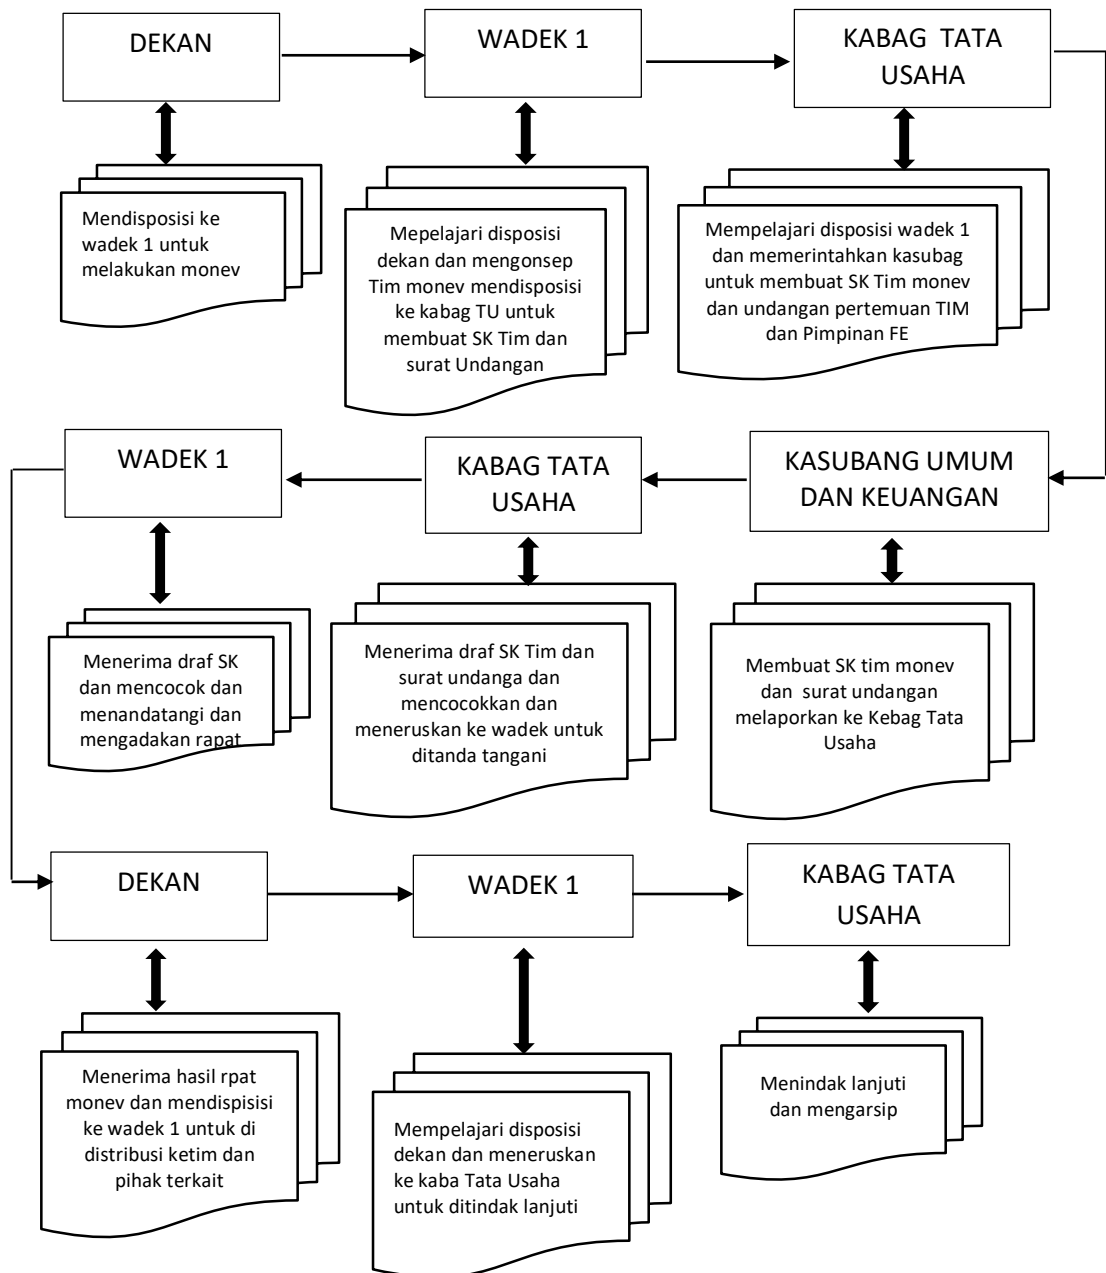 DEKAN
WADEK 1
KABAG TATA
USAHA
Mendisposisi ke
wadek 1 untuk
melakukan monev
Mepelajari disposisi
dekan dan mengonsep
Tim monev mendisposisi
ke kabag TU untuk
membuat SK Tim dan
surat Undangan
Mempelajari disposisi wadek 1
dan memerintahkan kasubag
untuk membuat SK Tim monev
dan undangan pertemuan TIM
dan Pimpinan FE
WADEK 1
KABAG TATA
USAHA
KASUBANG UMUM
DAN KEUANGAN
Menerima draf SK
dan mencocok dan
menandatangi dan
mengadakan rapat
Menerima draf SK Tim dan
surat undanga dan
mencocokkan dan
meneruskan ke wadek untuk
ditanda tangani
Membuat SK tim monev
dan surat undangan
melaporkan ke Kebag Tata
Usaha
DEKAN
WADEK 1
KABAG TATA
USAHA
Menerima hasil rpat
monev dan mendispisisi
ke wadek 1 untuk di
distribusi ketim dan
pihak terkait
Mempelajari disposisi
dekan dan meneruskan
ke kaba Tata Usaha
untuk ditindak lanjuti
Menindak lanjuti
dan mengarsip